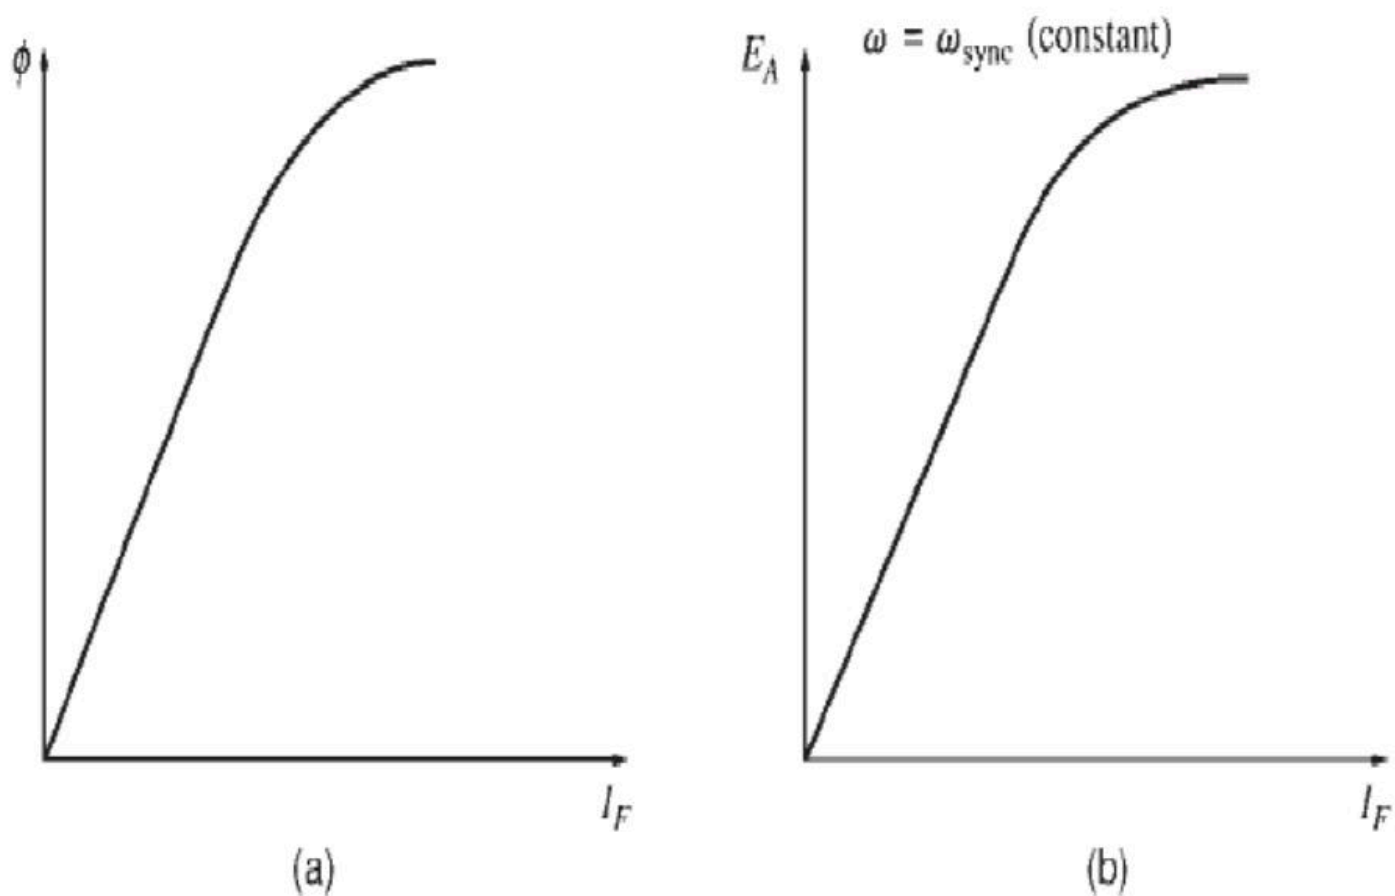 ϕ
I_F
(a)
E_A
ω = ω_sync (constant)
I_F
(b)